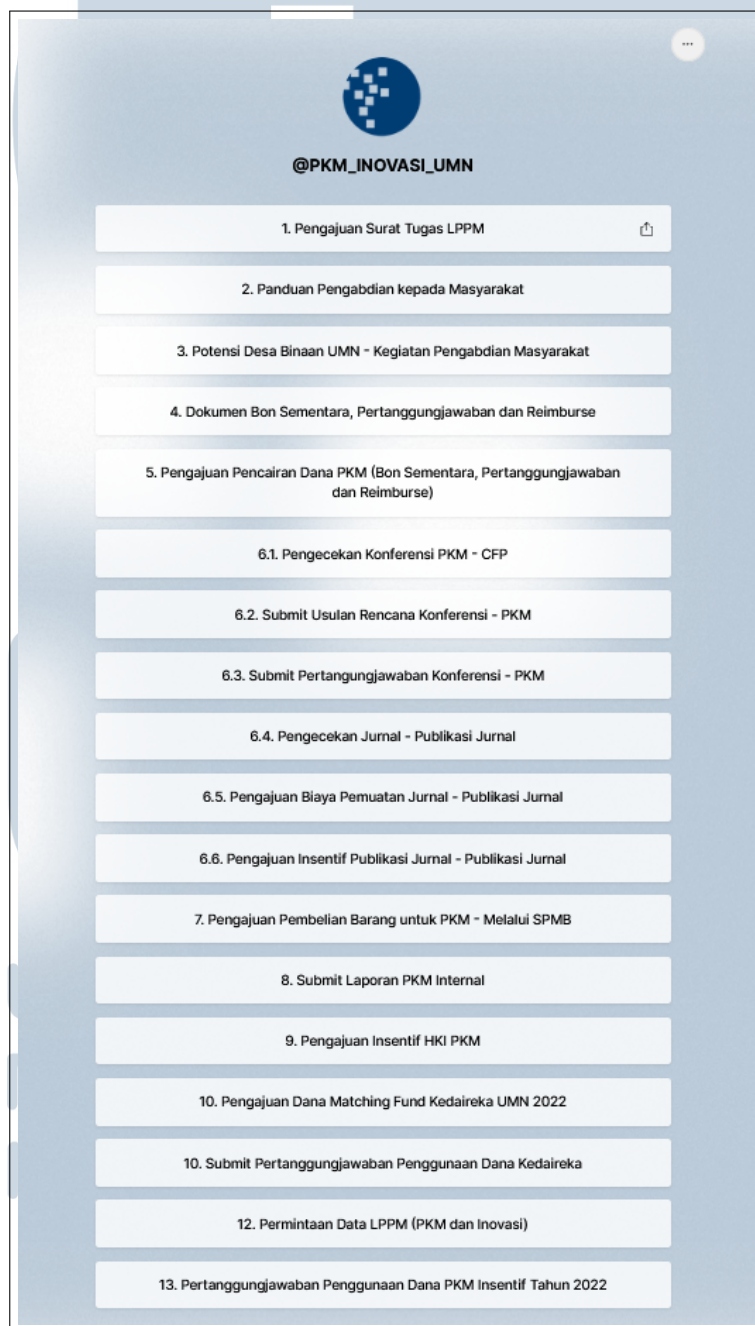 @PKM_INOVASI_UMN
1. Pengajuan Surat Tugas LPPM
2. Panduan Pengabdian kepada Masyarakat
3. Potensi Desa Binaan UMN - Kegiatan Pengabdian Masyarakat
4. Dokumen Bon Sementara, Pertanggungjawaban dan Reimburse
5. Pengajuan Pencairan Dana PKM (Bon Sementara, Pertanggungjawaban
dan Reimburse)
6.1. Pengecekan Konferensi PKM - CFP
6.2. Submit Usulan Rencana Konferensi - PKM
6.3. Submit Pertangungjawaban Konferensi - PKM
6.4. Pengecekan Jurnal - Publikasi Jurnal
6.5. Pengajuan Biaya Pemuatan Jurnal - Publikasi Jurnal
6.6. Pengajuan Insentif Publikasi Jurnal - Publikasi Jurnal
7. Pengajuan Pembelian Barang untuk PKM - Melalui SPMB
8. Submit Laporan PKM Internal
9. Pengajuan Insentif HKI PKM
10. Pengajuan Dana Matching Fund Kedaireka UMN 2022
10. Submit Pertanggungjawaban Penggunaan Dana Kedaireka
12. Permintaan Data LPPM (PKM dan Inovasi)
13. Pertanggungjawaban Penggunaan Dana PKM Insentif Tahun 2022